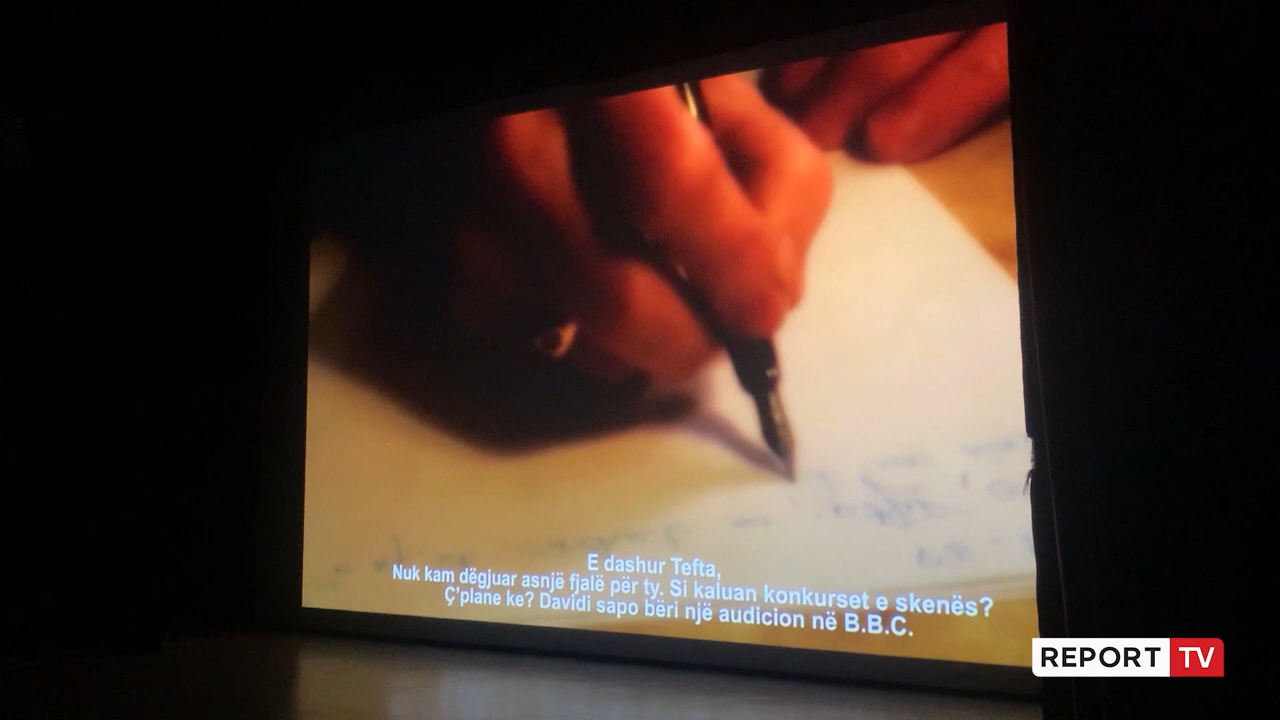 E dashur Tefta,
Nuk kam dëgjuar asnjë fjalë për ty. Si kaluan konkurset e skenës?
Ç'plane ke? Davidi sapo bëri një audicion në B.B.C.
REPORT TV